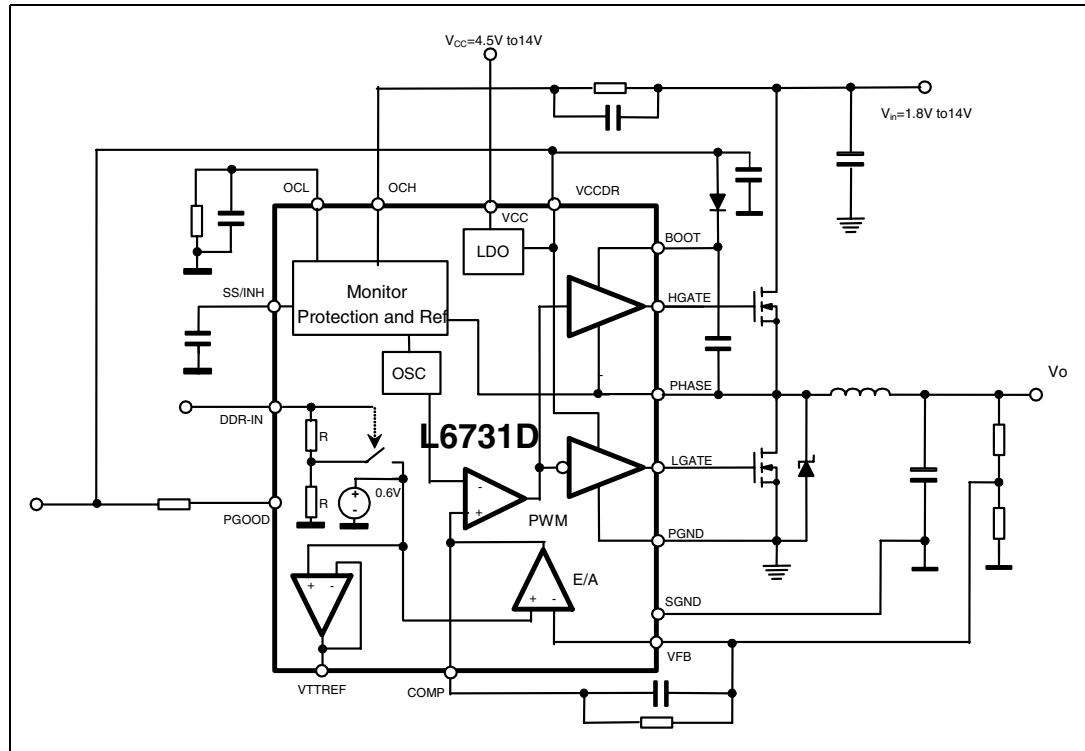 VCC=4.5V to14V
Vin=1.8V to14V
OCL
OCH
VCC
VCCDR
LDO
BOOT
SS/INH
Monitor
Protection and Ref
HGATE
OSC
PHASE
Vo
DDR-IN
R
L6731D
LGATE
R
+
-
0.6V
-
+
PWM
PGOOD
PGND
E/A
+ -
+ -
SGND
VFB
VTTREF
COMP
-